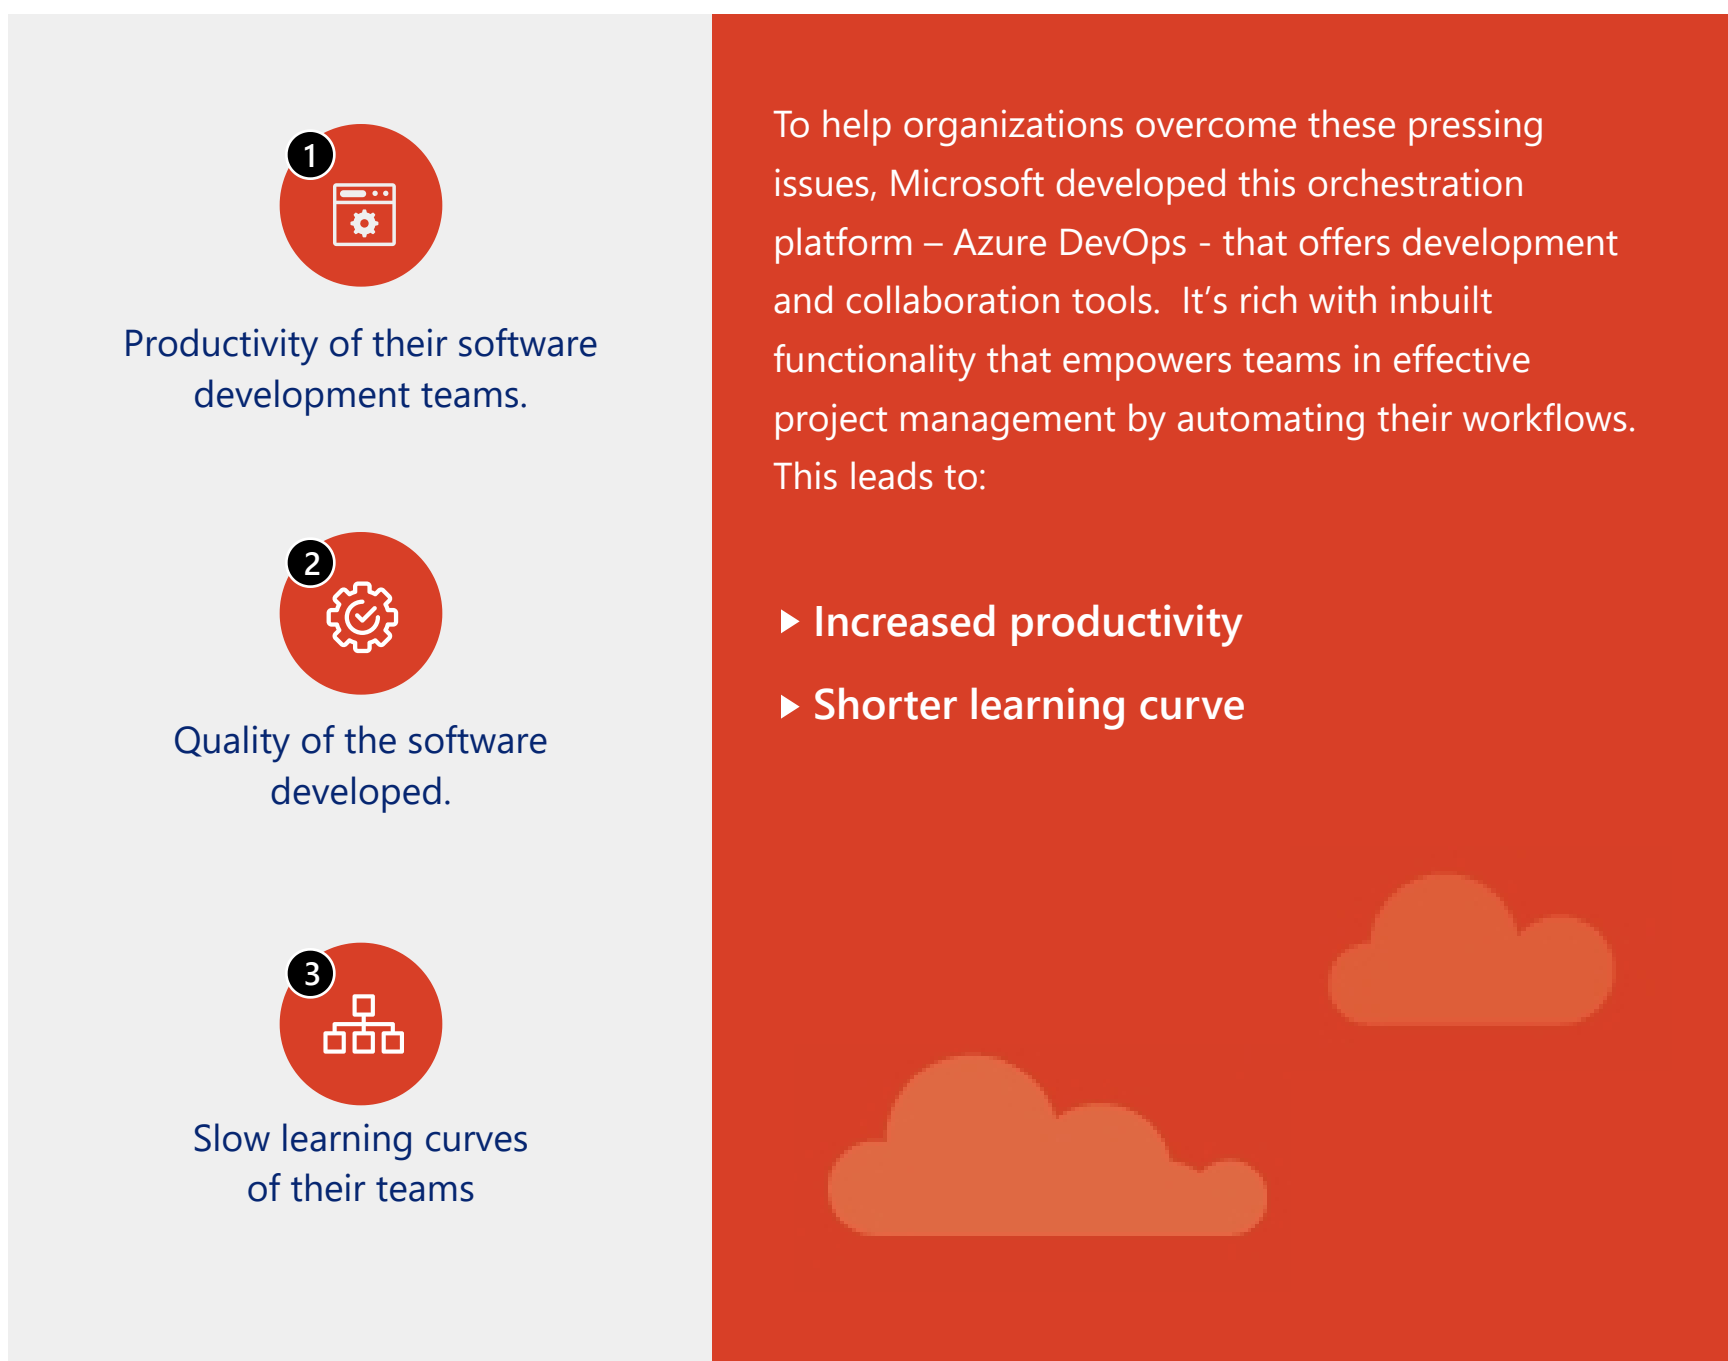 1
Productivity of their software
development teams.
2
Quality of the software
developed.
3
Slow learning curves
of their teams
To help organizations overcome these pressing
issues, Microsoft developed this orchestration
platform – Azure DevOps - that offers development
and collaboration tools.  It’s rich with inbuilt
functionality that empowers teams in effective
project management by automating their workflows.
This leads to:
Increased productivity
Shorter learning curve